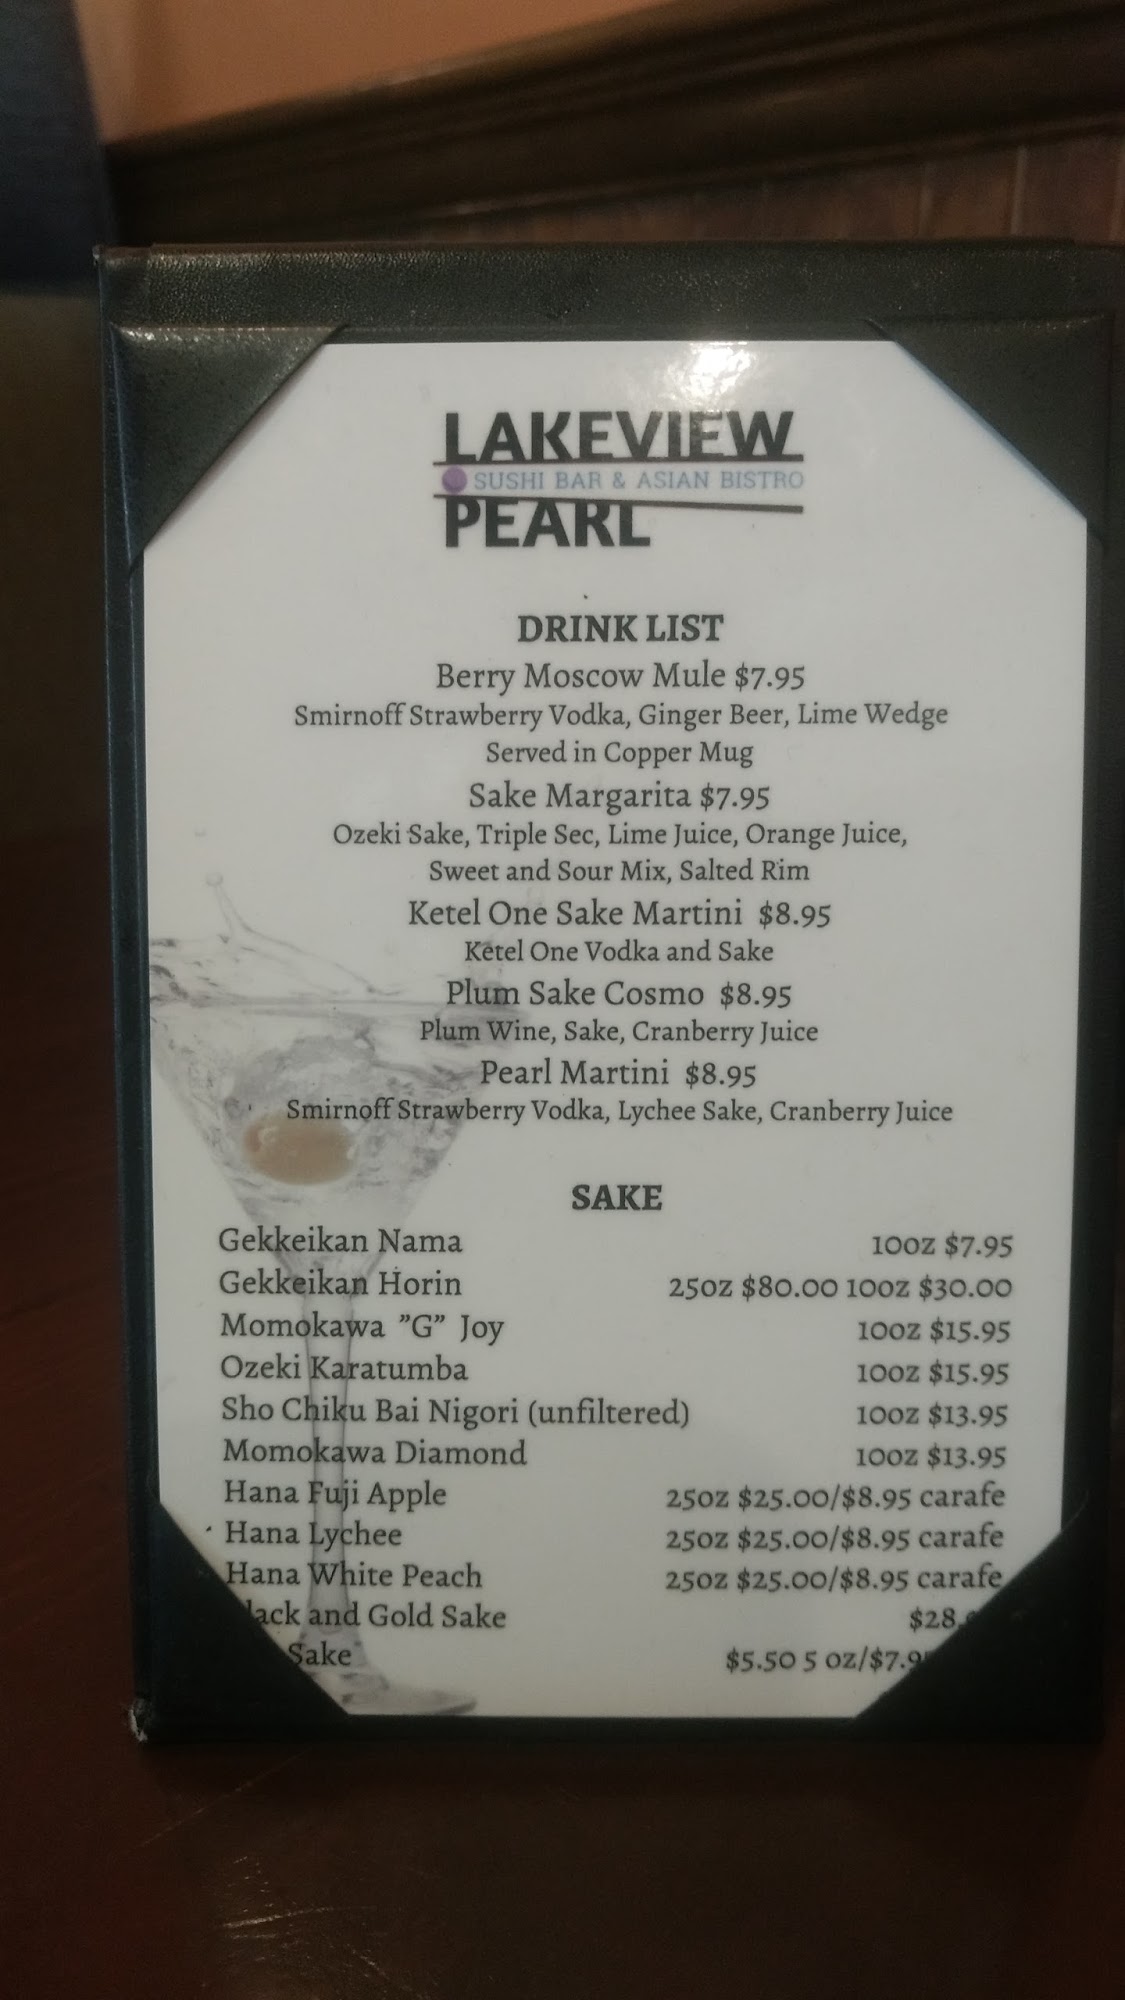 LAKEVIEW
SUSHI BAR & ASIAN BISTRO
PEARL
DRINK LIST
Berry Moscow Mule $7.95
Smirnoff Strawberry Vodka, Ginger Beer, Lime Wedge
Served in Copper Mug
Sake Margarita $7.95
Ozeki Sake, Triple Sec, Lime Juice, Orange Juice,
Sweet and Sour Mix, Salted Rim
Ketel One Sake Martini $8.95
Ketel One Vodka and Sake
Plum Sake Cosmo $8.95
Plum Wine, Sake, Cranberry Juice
Pearl Martini $8.95
Smirnoff Strawberry Vodka, Lychee Sake, Cranberry Juice
SAKE
Gekkeikan Nama 10oz $7.95
Gekkeikan Horin 25oz $80.00 10oz $30.00
Momokawa "G" Joy 10oz $15.95
Ozeki Karatumba 10oz $15.95
Sho Chiku Bai Nigori (unfiltered) 10oz $13.95
Momokawa Diamond 10oz $13.95
Hana Fuji Apple 25oz $25.00/$8.95 carafe
Hana Lychee 25oz $25.00/$8.95 carafe
Hana White Peach 25oz $25.00/$8.95 carafe
and Gold Sake
Sake $5.50 5 oz/